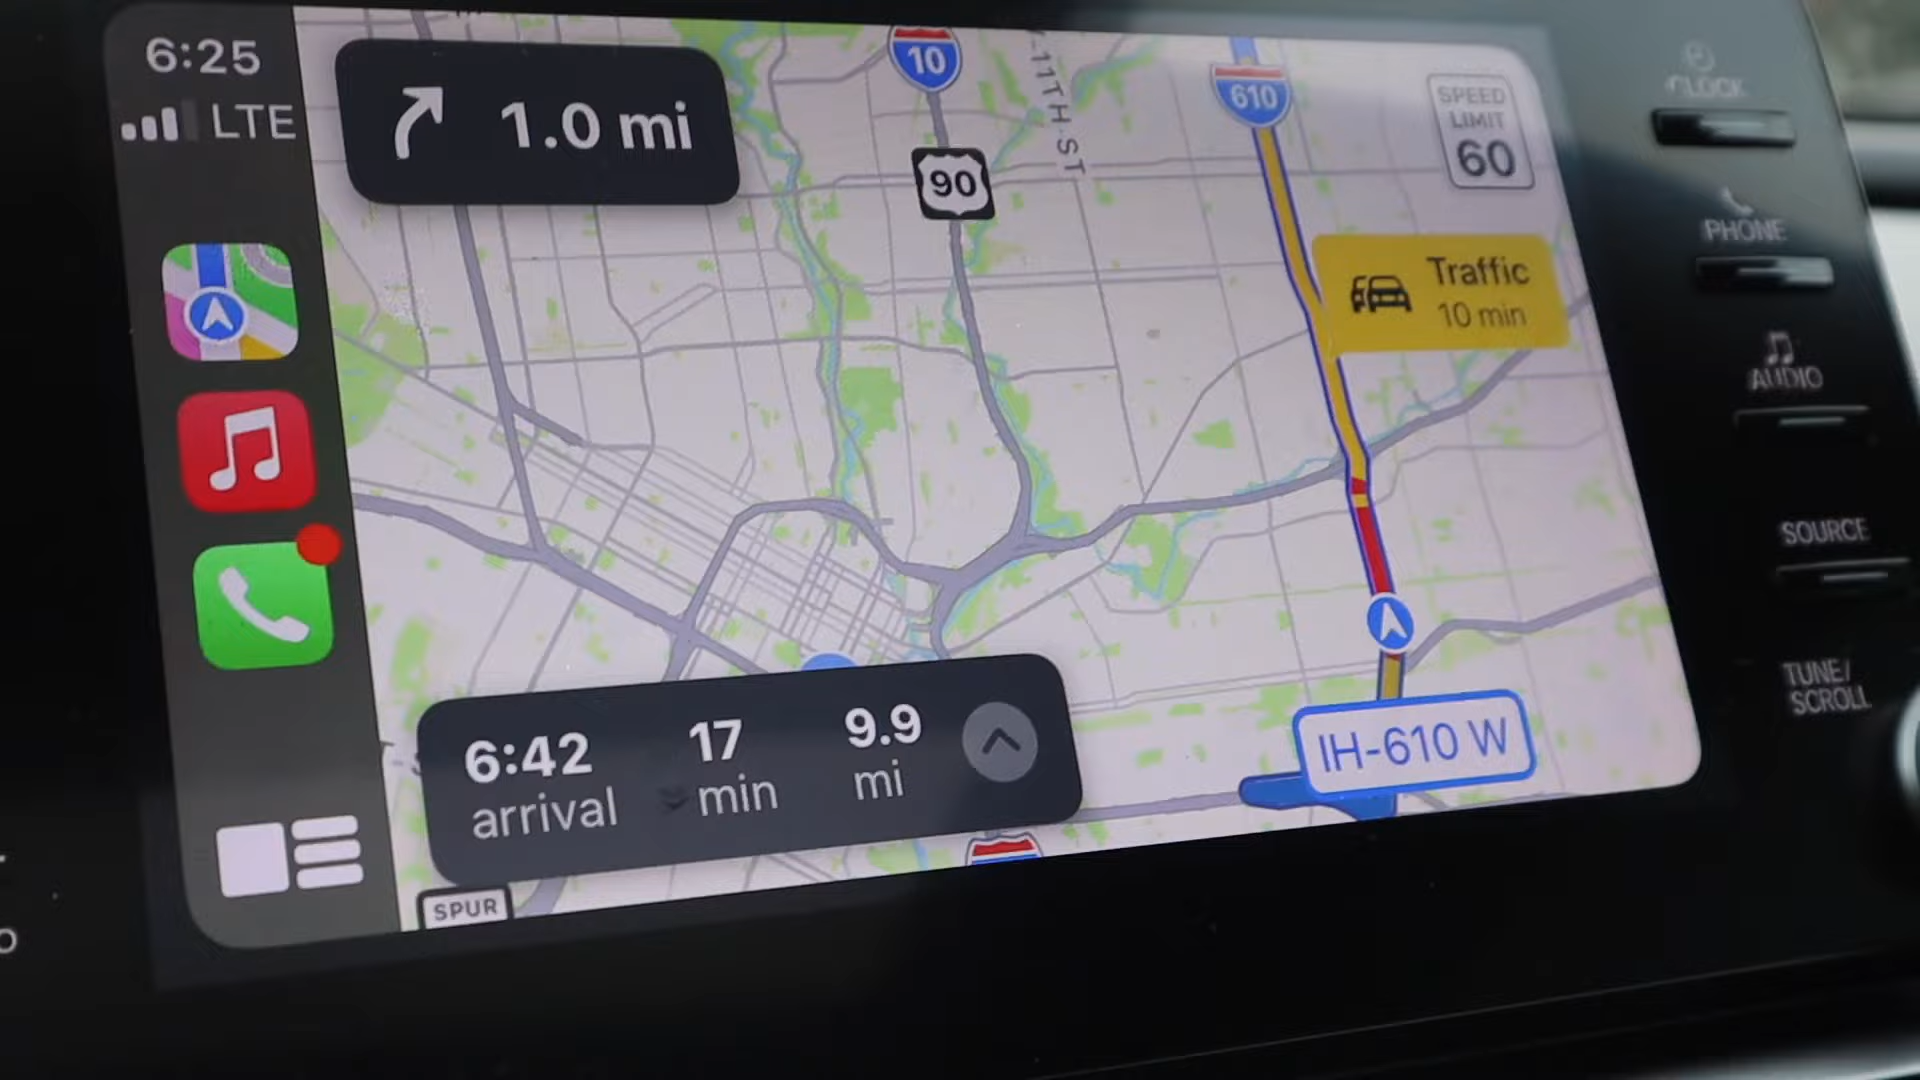 6:25
LTE
1.0 mi
10
11TH ST
610
SPEED
LIMIT
60
90
Traffic
10 min
6:42
arrival
17
min
9.9
mi
IH-610 W
SPUR
CLOCK
PHONE
AUDIO
SOURCE
TUNE/
SCROLL